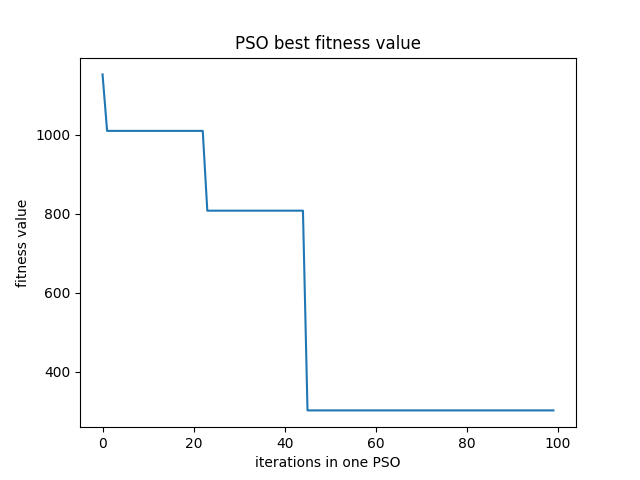 PSO best fitness value
fitness value
1000
800
600
400
0 20 40 60 80 100
iterations in one PSO